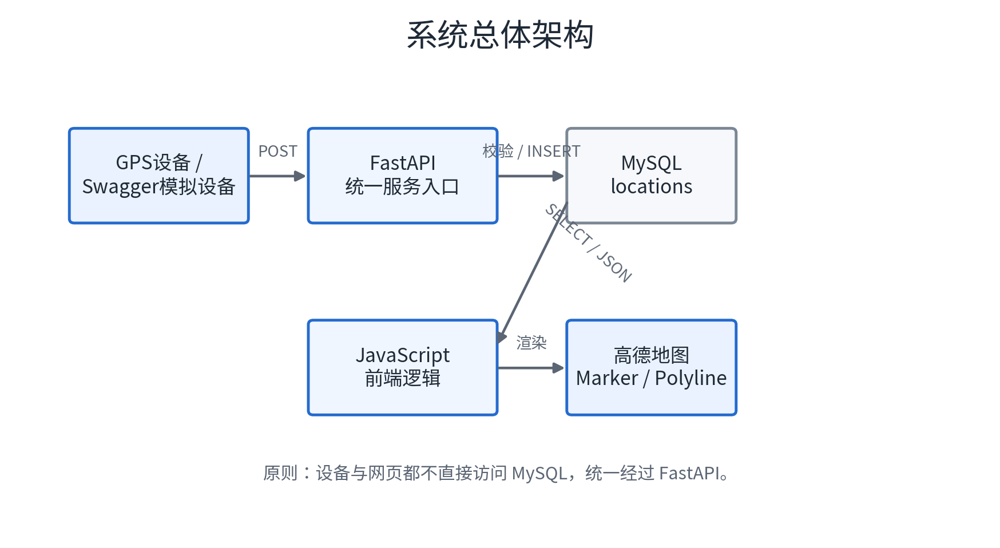 系统总体架构
GPS设备 /
Swagger模拟设备
POST
FastAPI
统一服务入口
校验 / INSERT
MySQL
locations
SELECT / JSON
JavaScript
前端逻辑
渲染
高德地图
Marker / Polyline
原则：设备与网页都不直接访问 MySQL，统一经过 FastAPI。